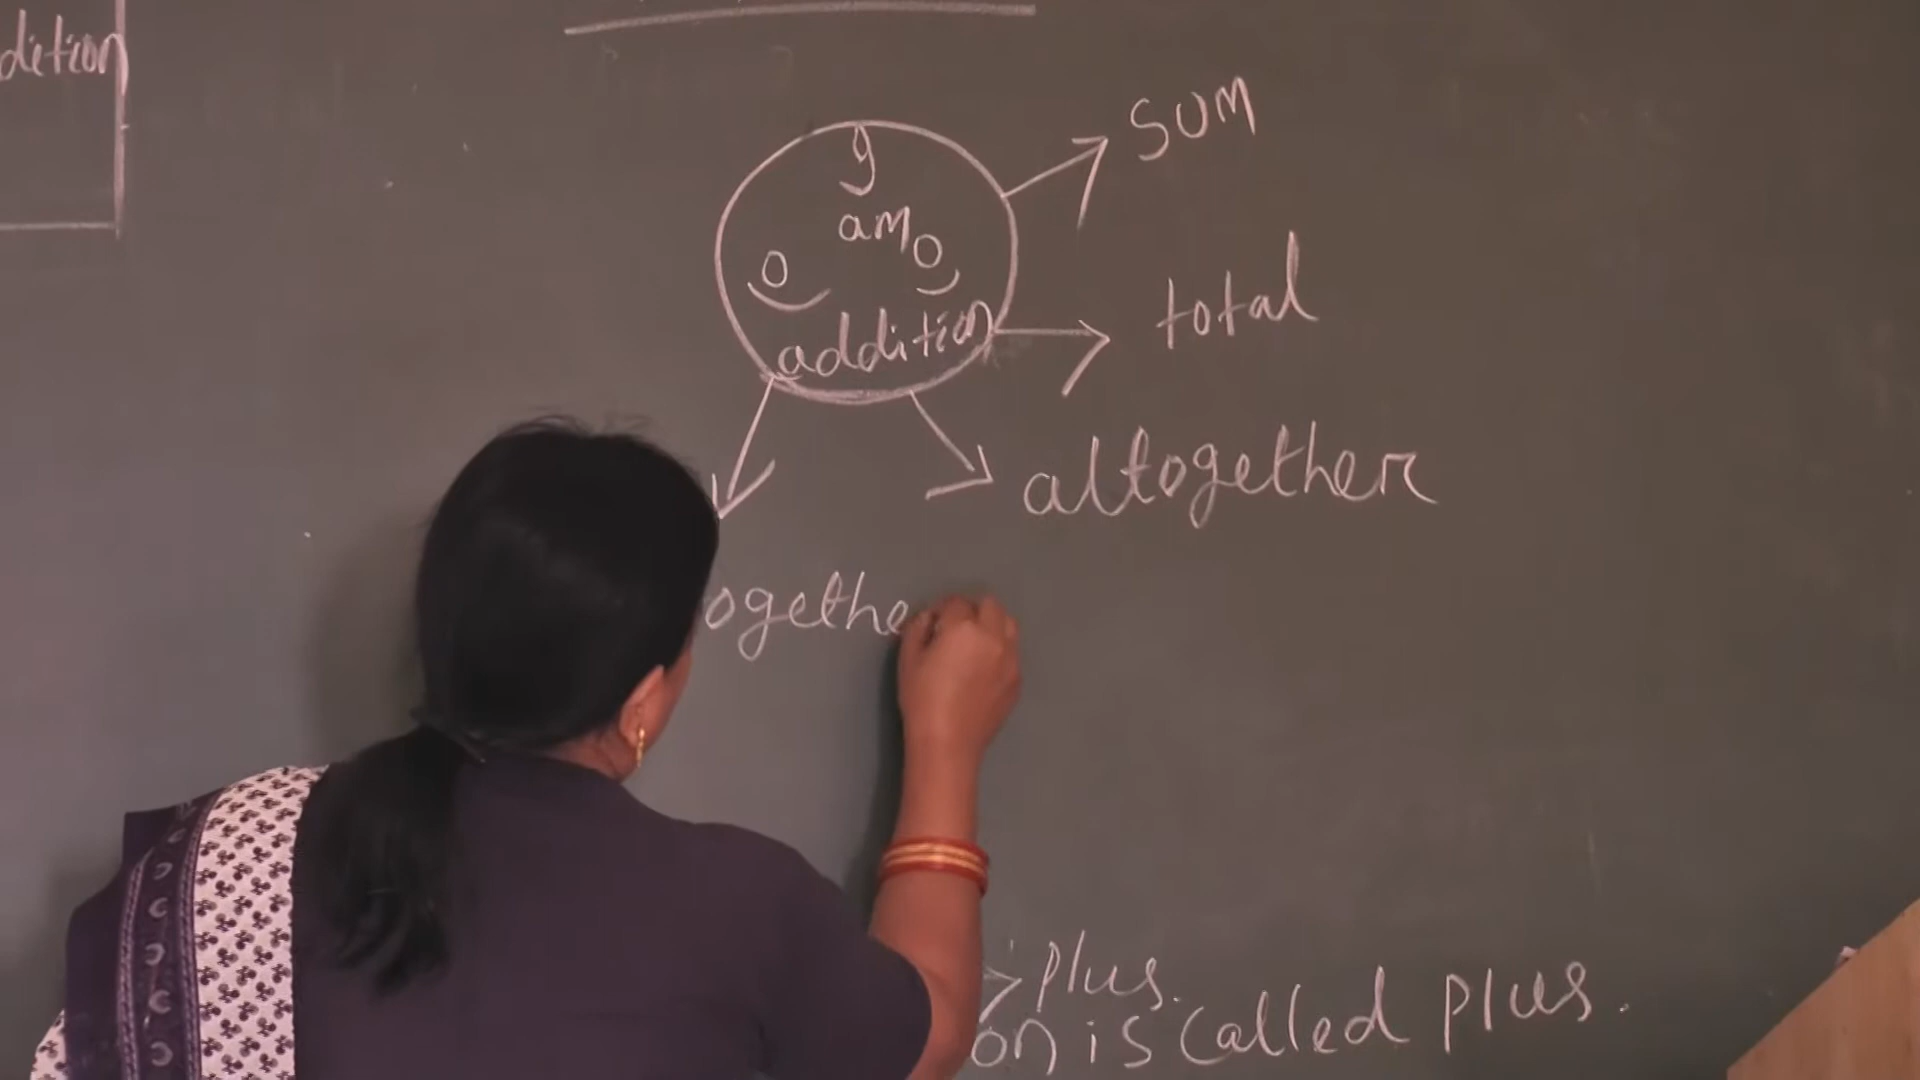 dition
I
am
addition
sum
total
altogether
ogethe
plus.
on is called plus.